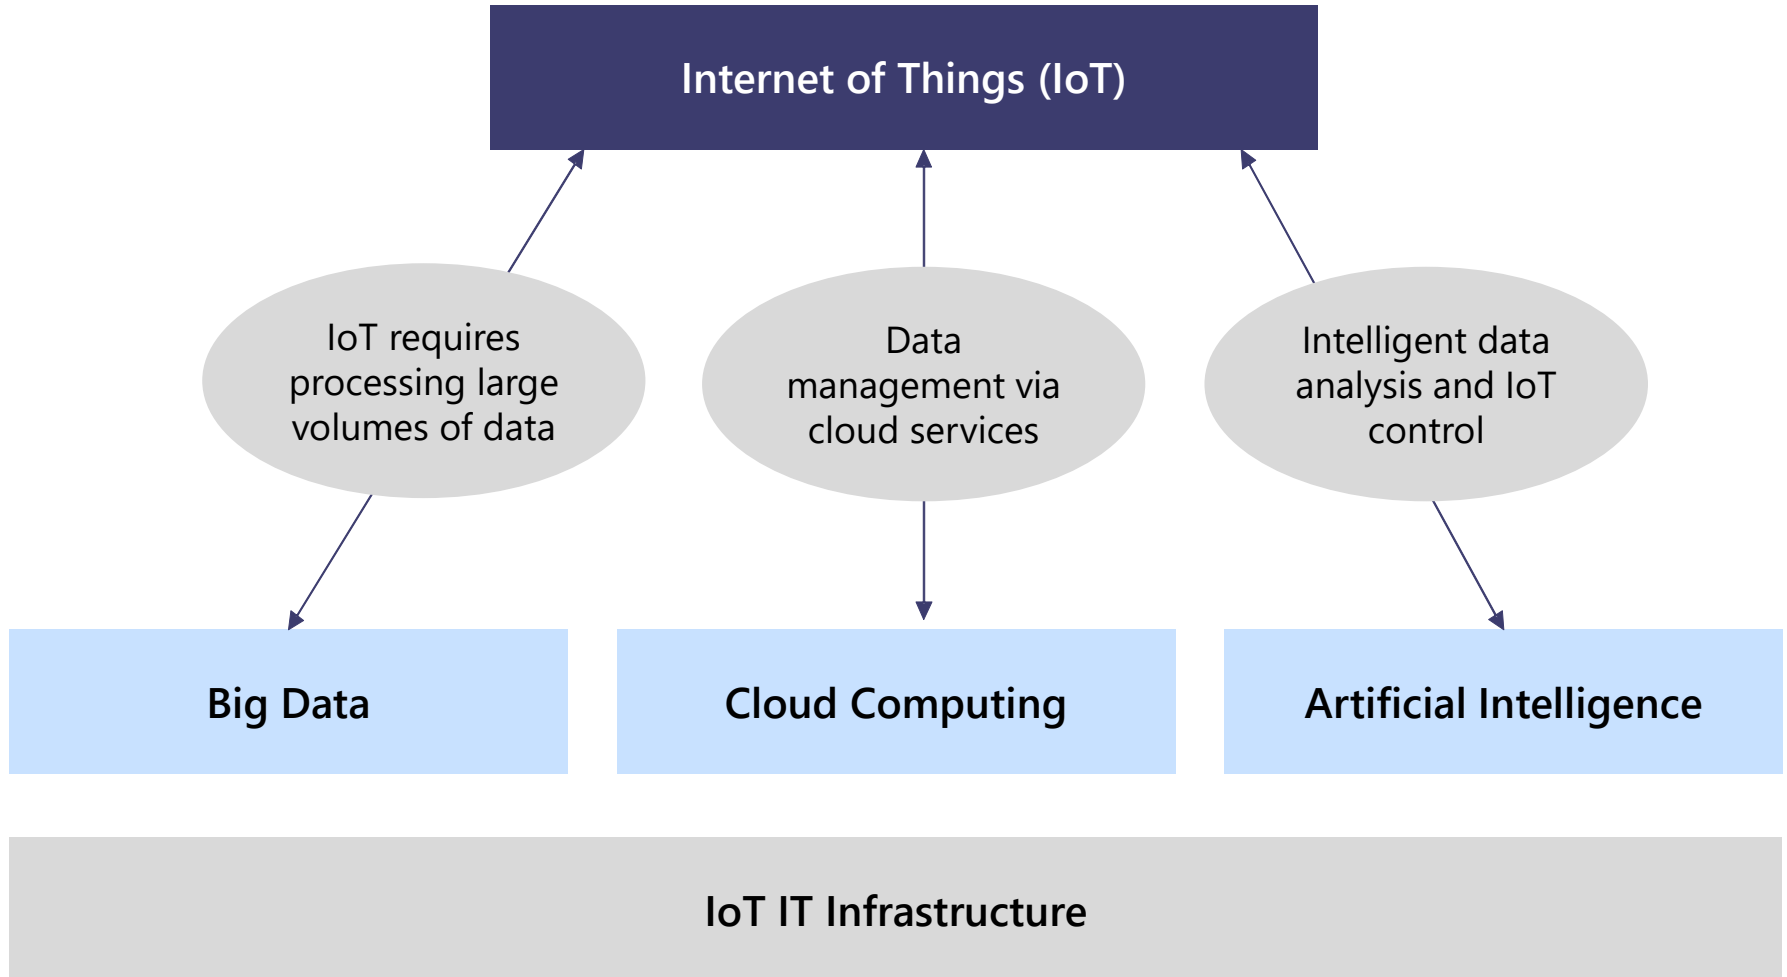 Internet of Things (IoT)
IoT requires
processing large
volumes of data
Data
management via
cloud services
Intelligent data
analysis and IoT
control
Big Data
Cloud Computing
Artificial Intelligence
IoT IT Infrastructure